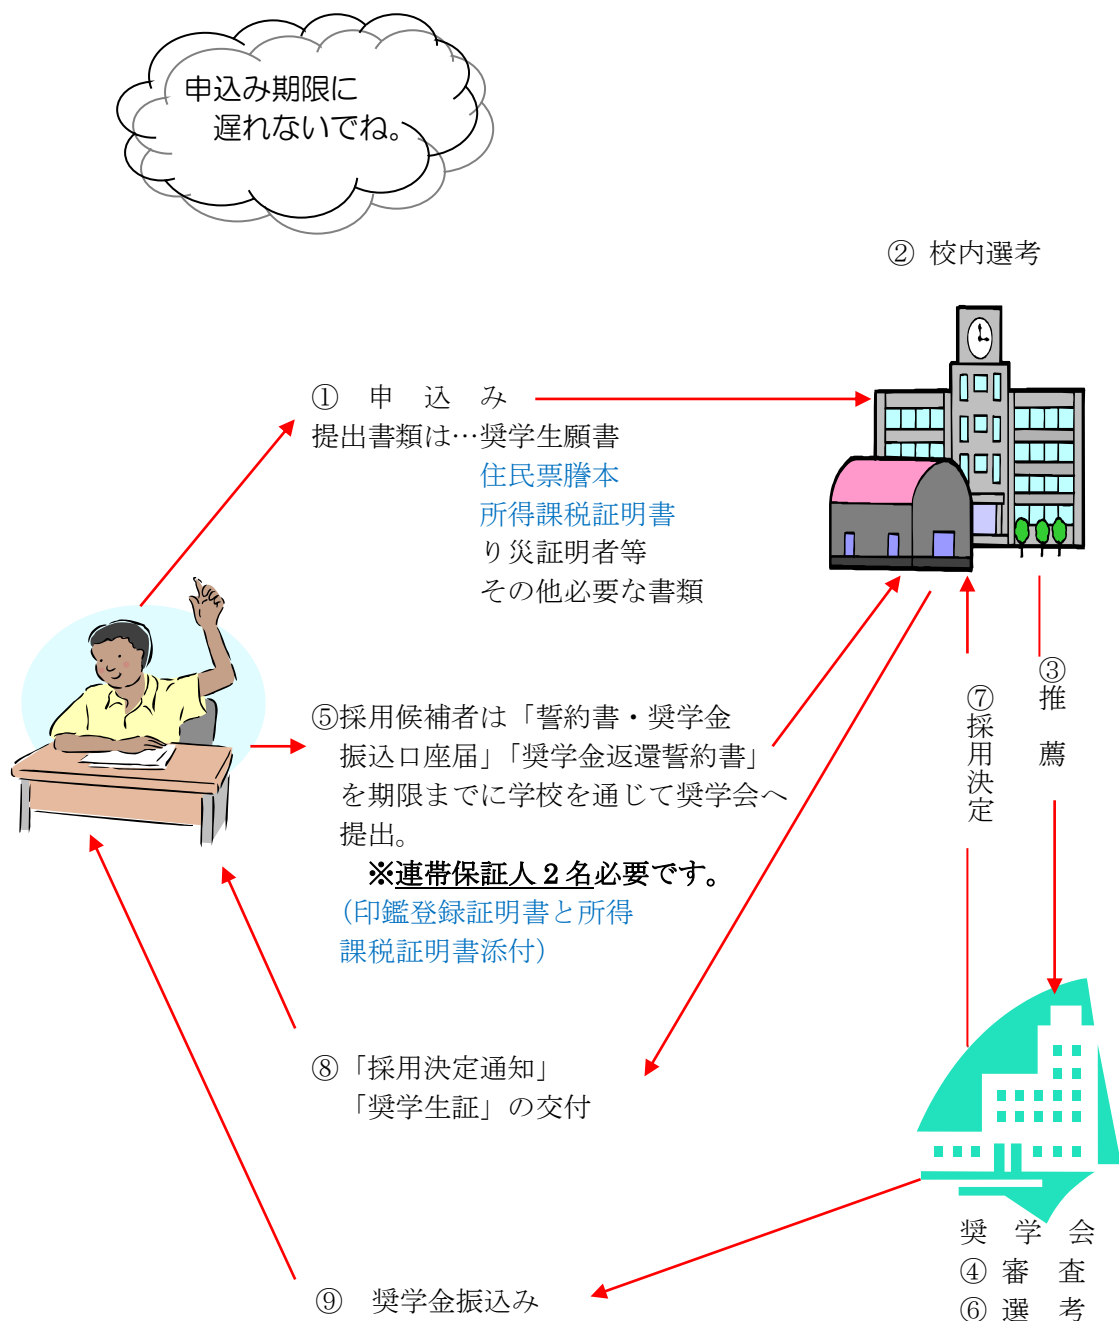 申込み期限に
遅れないでね。
② 校内選考
① 申 込 み
提出書類は…奨学生願書
住民票謄本
所得課税証明書
り災証明者等
その他必要な書類
③推 薦
⑦採用決定
⑤採用候補者は「誓約書・奨学金
振込口座届」「奨学金返還誓約書」
を期限までに学校を通じて奨学会へ
提出。
※連帯保証人２名必要です。
(印鑑登録証明書と所得
課税証明書添付)
⑧「採用決定通知」
「奨学生証」の交付
奨 学 会
④ 審 査
⑥ 選 考
⑨ 奨学金振込み